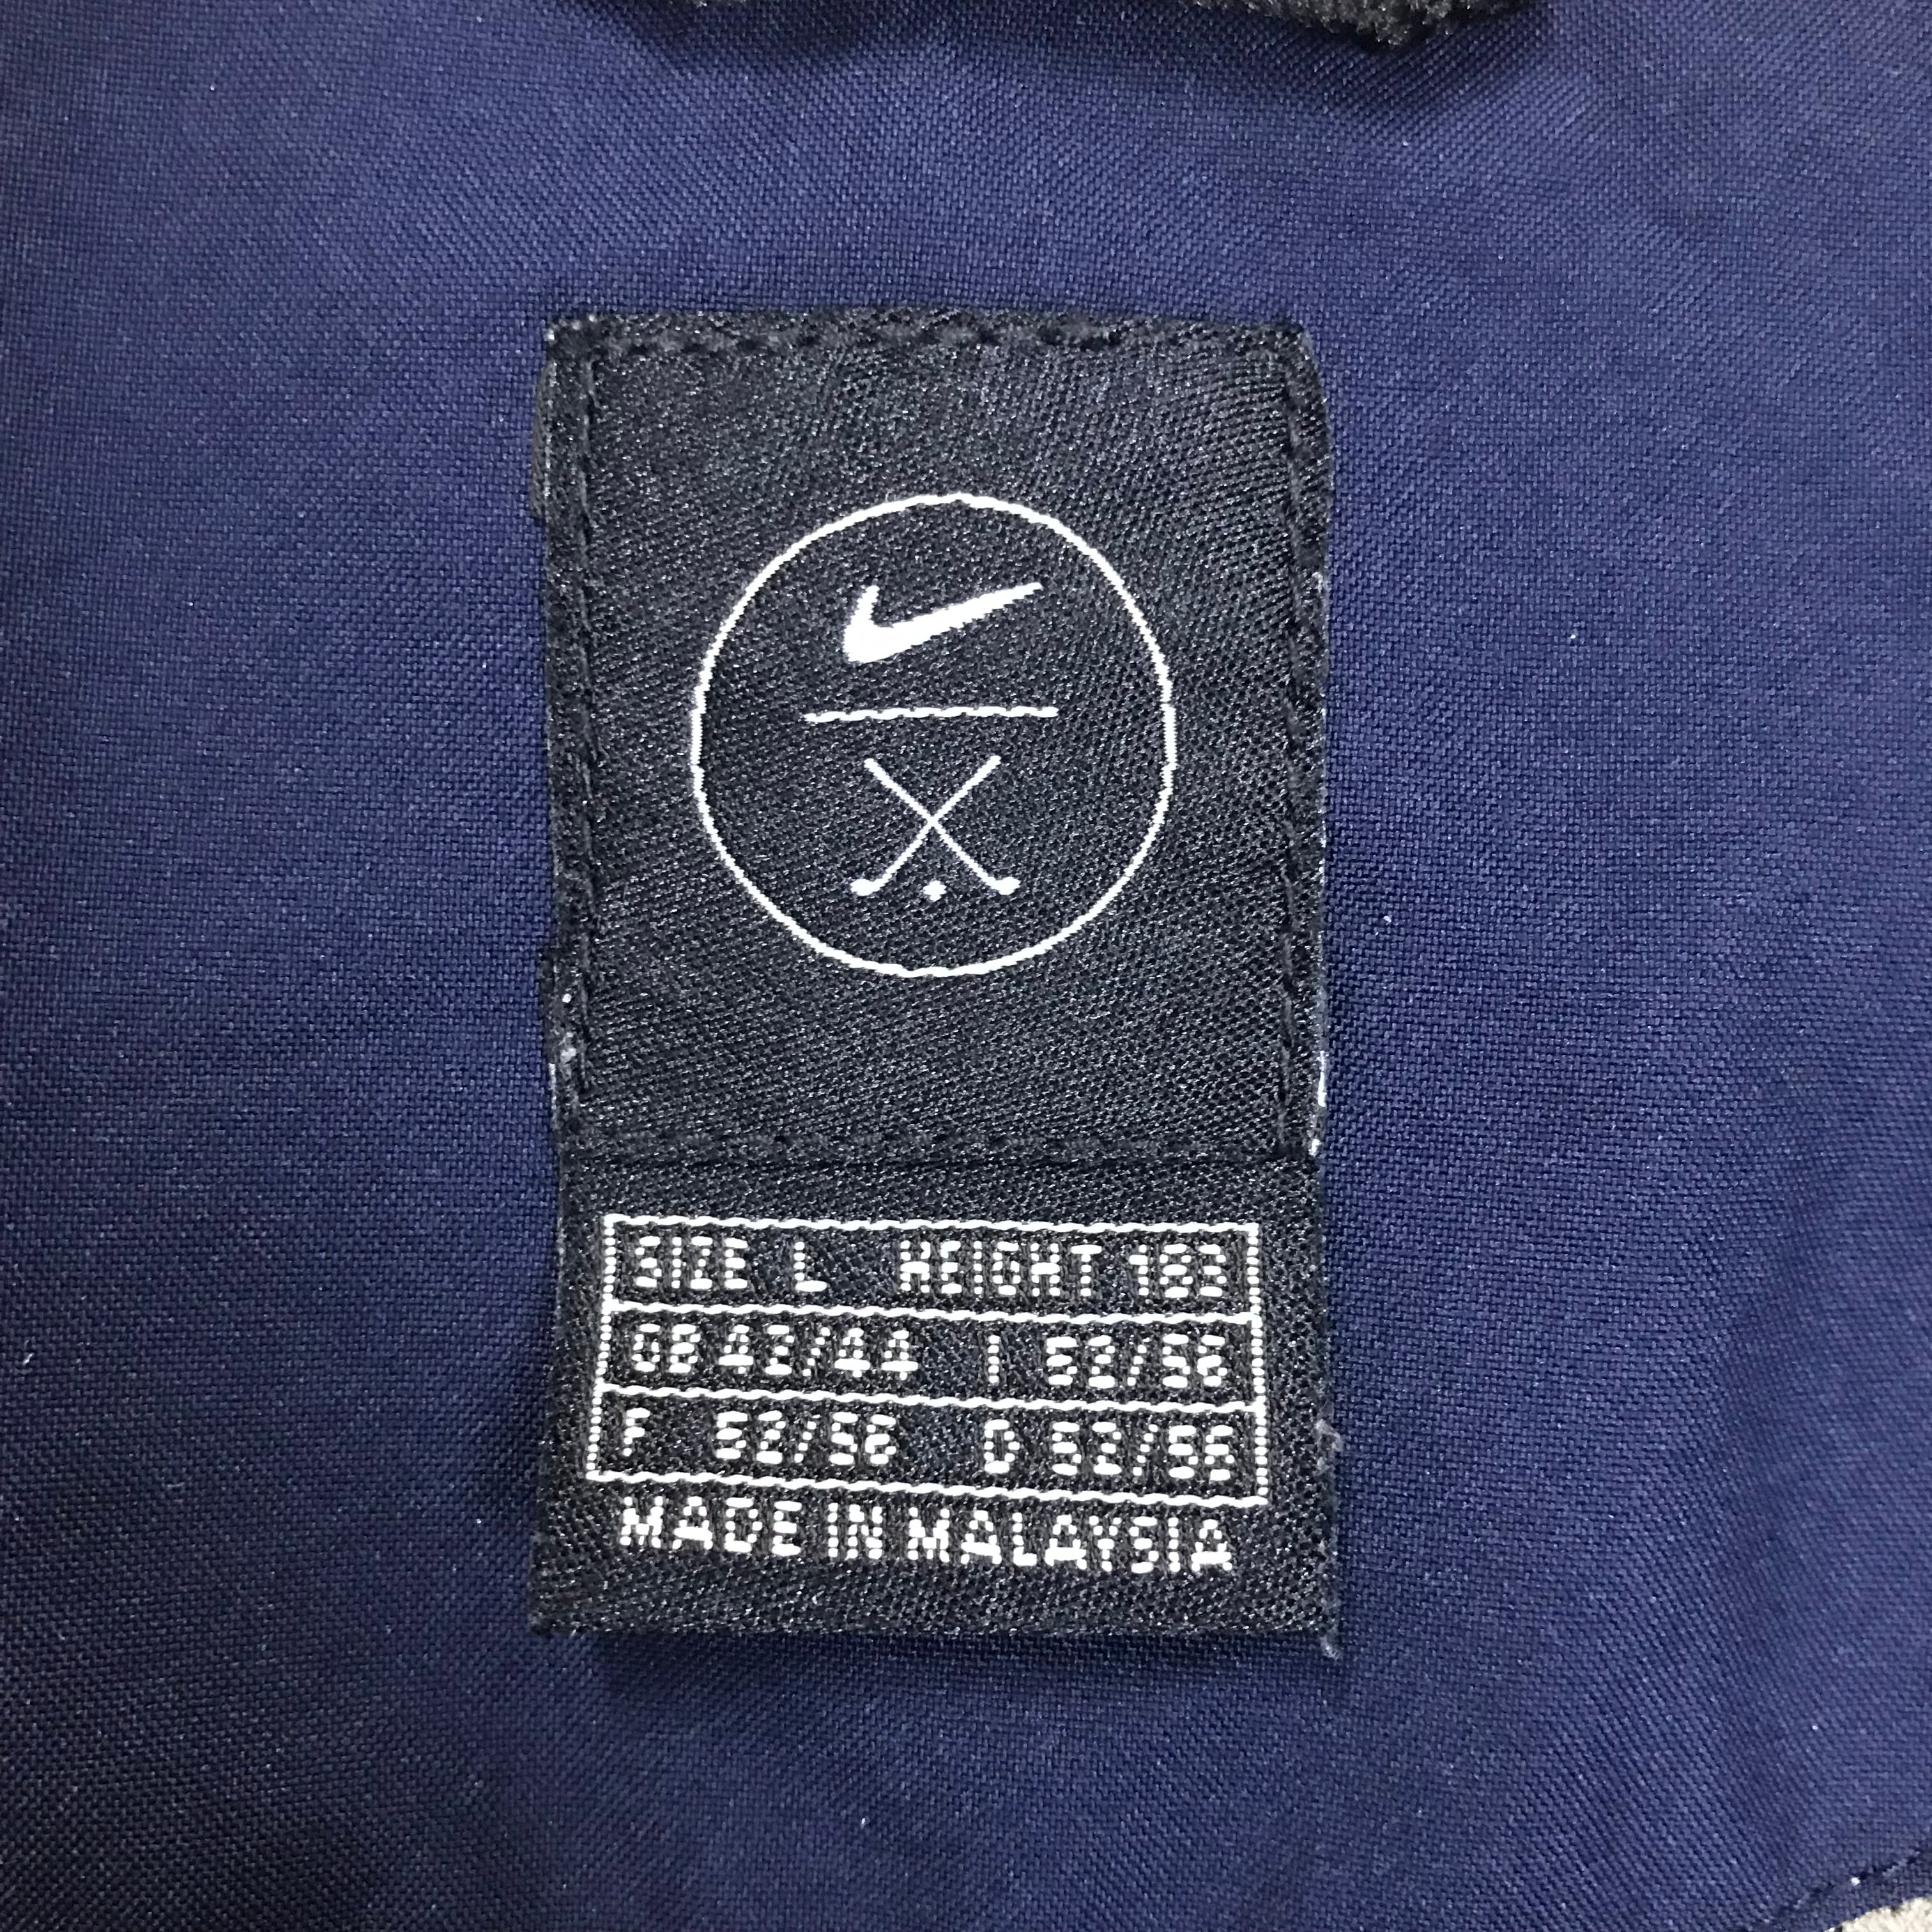 SIZE L HEIGHT 183
GB 42/44 I 52/56
F 52/56 D 52/56
MADE IN MALAYSIA